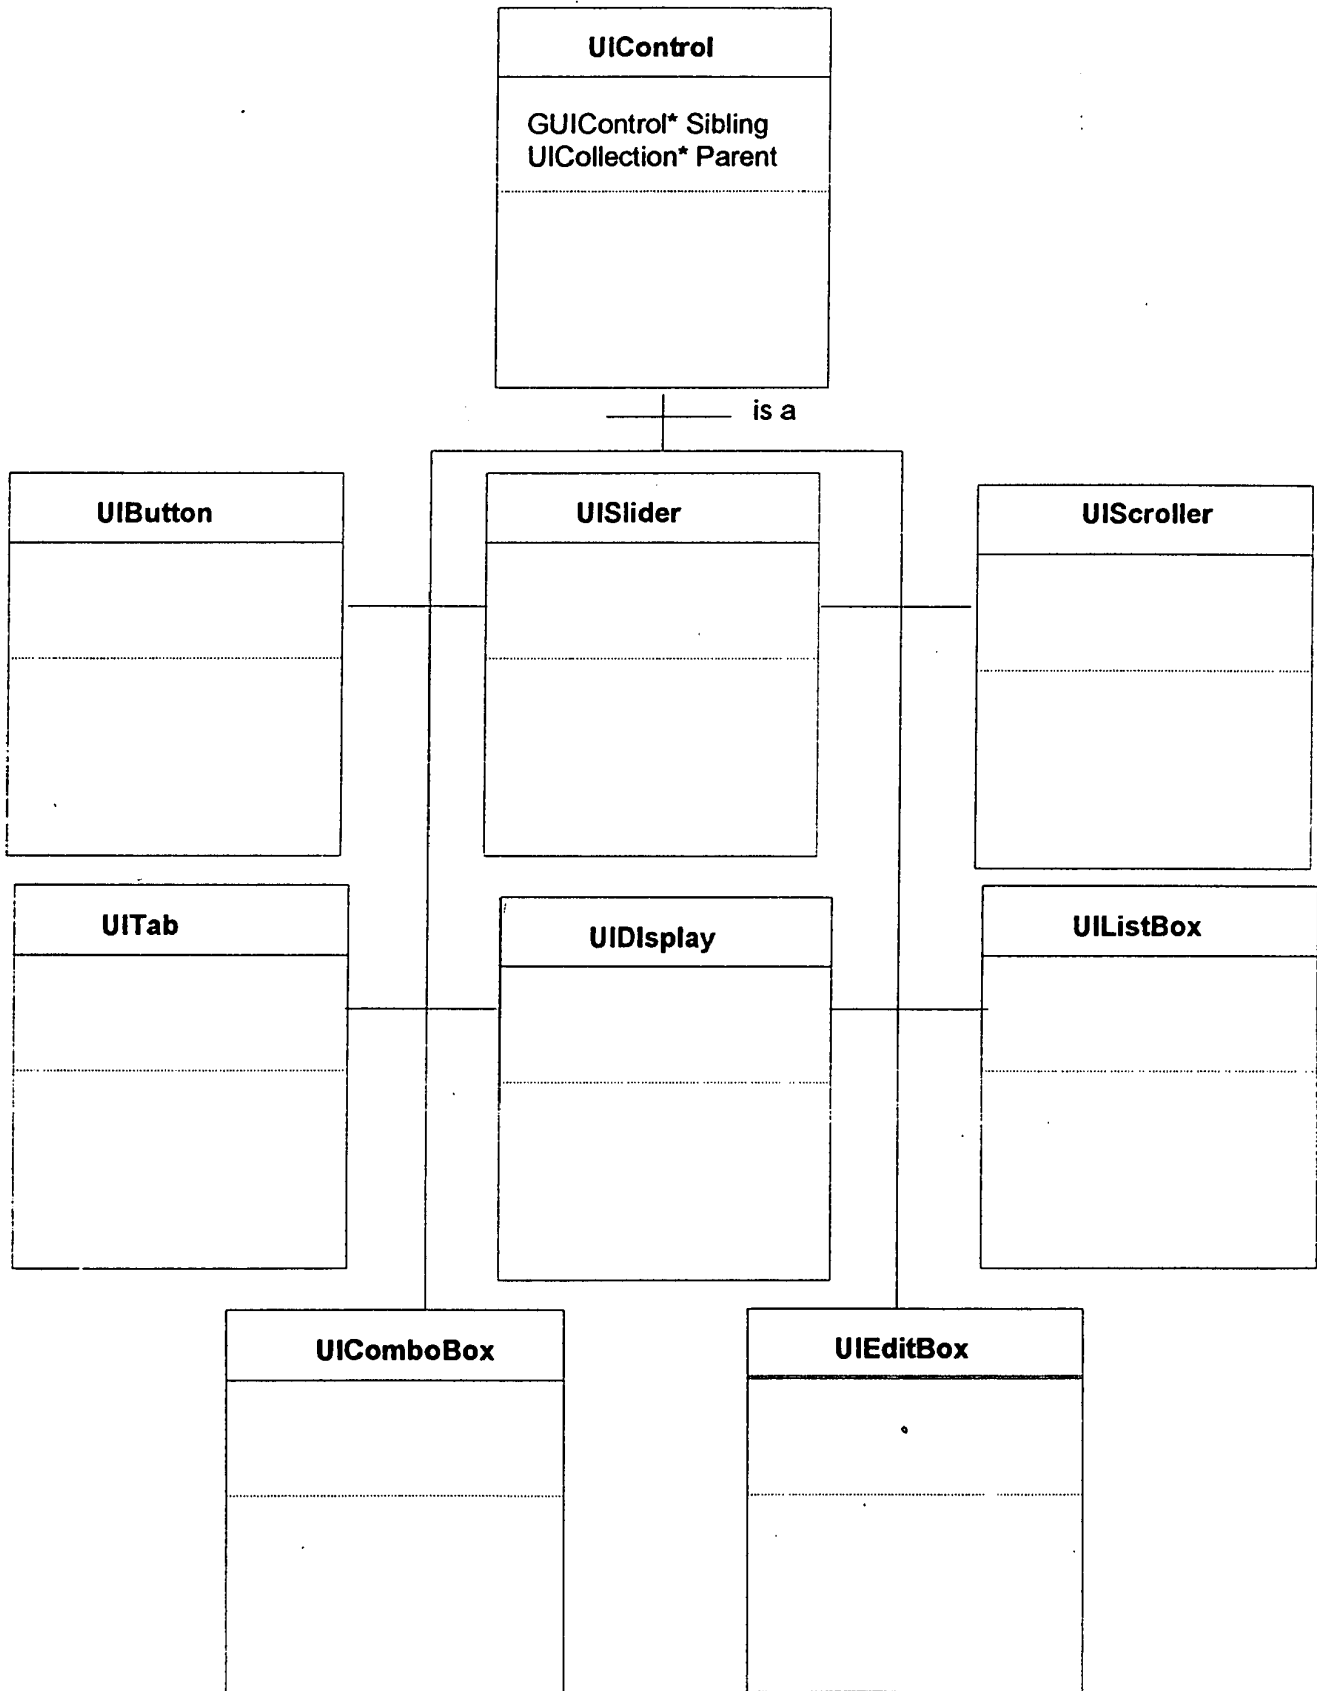 UIControl
GUIControl* Sibling
UICollection* Parent
is a
UIButton
UISlider
UIScroller
UITab
UIDIsplay
UIListBox
UIComboBox
UIEditBox